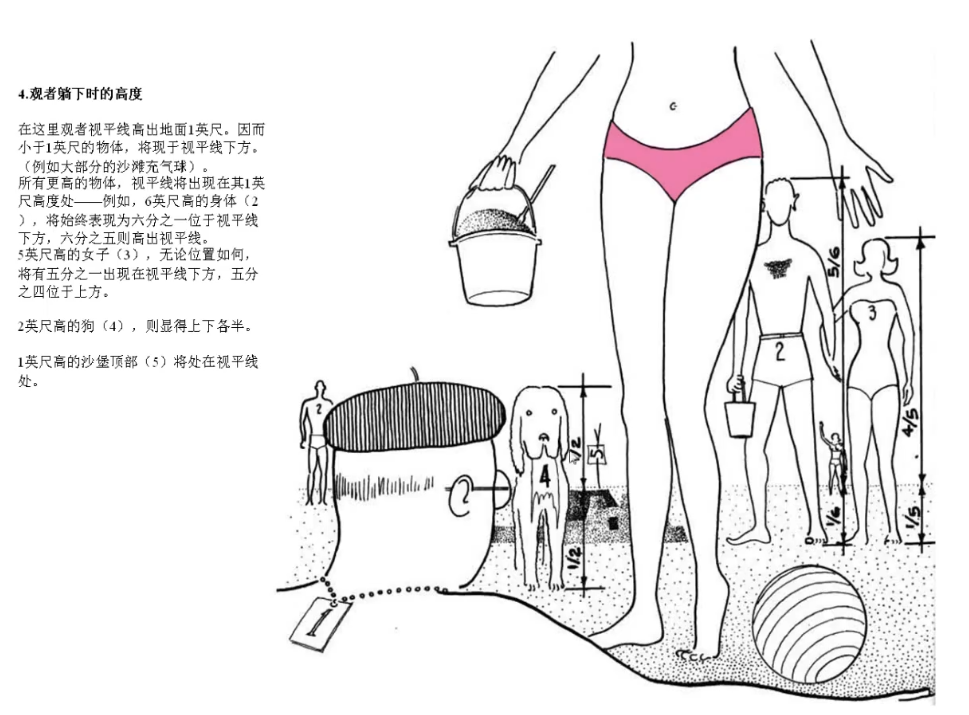 4.观者躺下时的高度
在这里观者视平线高出地面1英尺。因而
小于1英尺的物体，将现于视平线下方。
（例如大部分的沙滩充气球）。
所有更高的物体，视平线将出现在其1英
尺高度处——例如，6英尺高的身体（2
），将始终表现为六分之一位于视平线
下方，六分之五则高出视平线。
5英尺高的女子（3），无论位置如何，
将有五分之一出现在视平线下方，五分
之四位于上方。
2英尺高的狗（4），则显得上下各半。
1英尺高的沙堡顶部（5）将处在视平线
处。
5/6
3
2
2
4/5
1/2
5
4
1/6
1/5
1/2
1